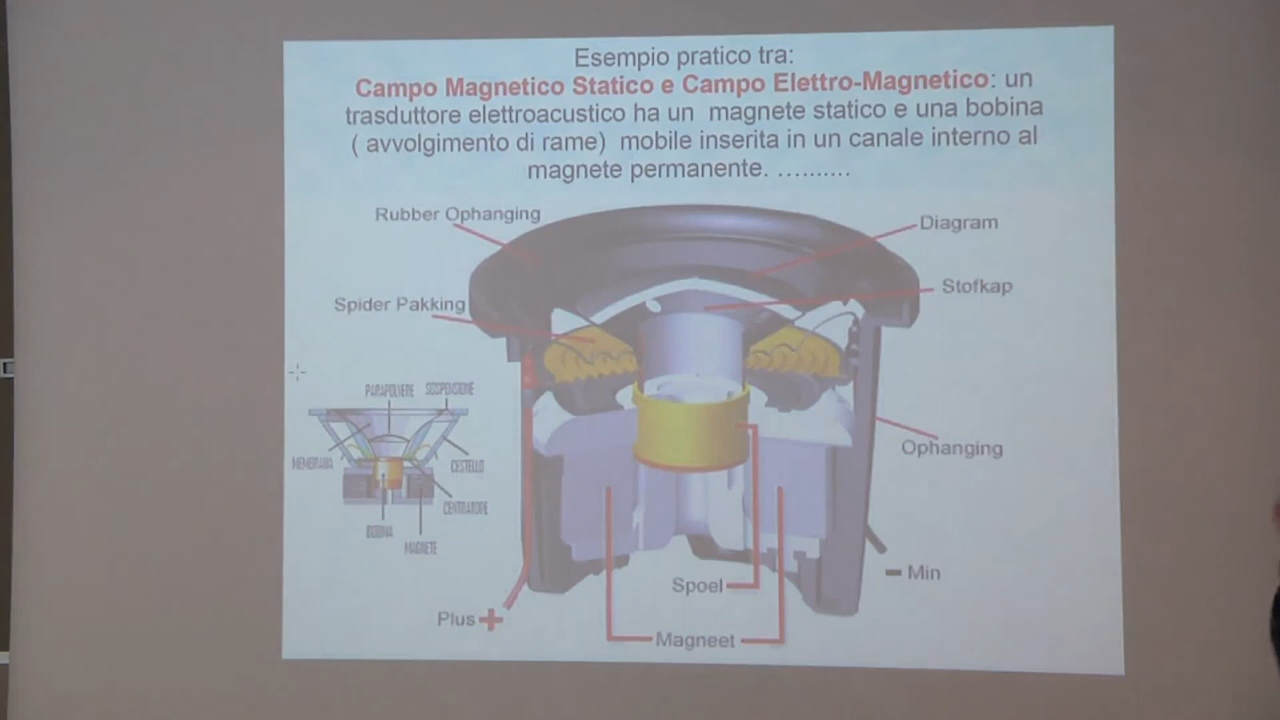 Esempio pratico tra:
Campo Magnetico Statico e Campo Elettro-Magnetico: un
trasduttore elettroacustico ha un magnete statico e una bobina
( avvolgimento di rame) mobile inserita in un canale interno al
magnete permanente. ….......
Rubber Ophanging
Diagram
Stofkap
Spider Pakking
PARAPOLVERE
SOSPENSIONE
MEMBRANA
CESTELLO
CENTRATORE
BOBINA
MAGNETE
Ophanging
Min
Spoel
Plus
Magneet